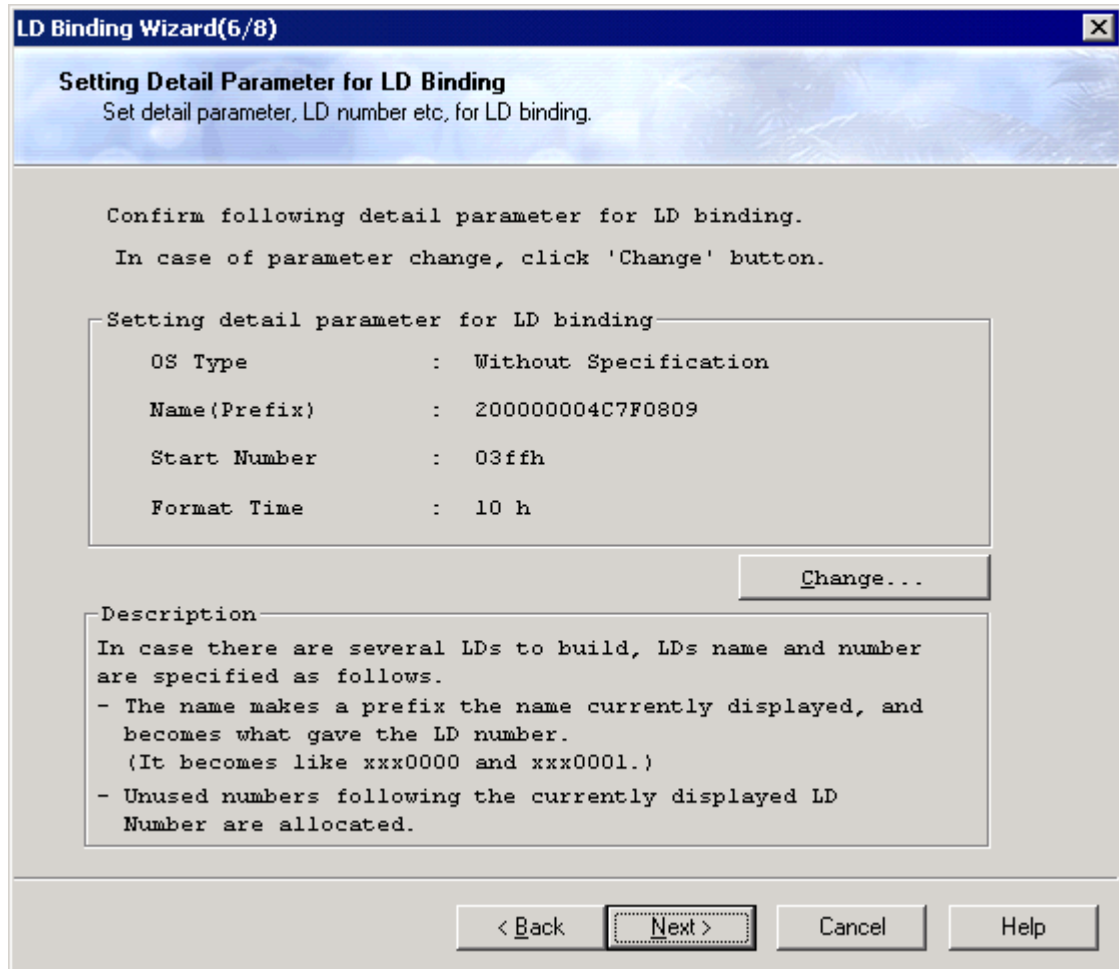 LD Binding Wizard(6/8)
Setting Detail Parameter for LD Binding
Set detail parameter, LD number etc, for LD binding.
Confirm following detail parameter for LD binding.
In case of parameter change, click 'Change' button.
Setting detail parameter for LD binding
OS Type : Without Specification
Name(Prefix) : 200000004C7F0809
Start Number : 03ffh
Format Time : 10 h
Change...
Description
In case there are several LDs to build, LDs name and number
are specified as follows.
- The name makes a prefix the name currently displayed, and
becomes what gave the LD number.
(It becomes like xxx0000 and xxx0001.)
- Unused numbers following the currently displayed LD
Number are allocated.
< Back Next > Cancel Help